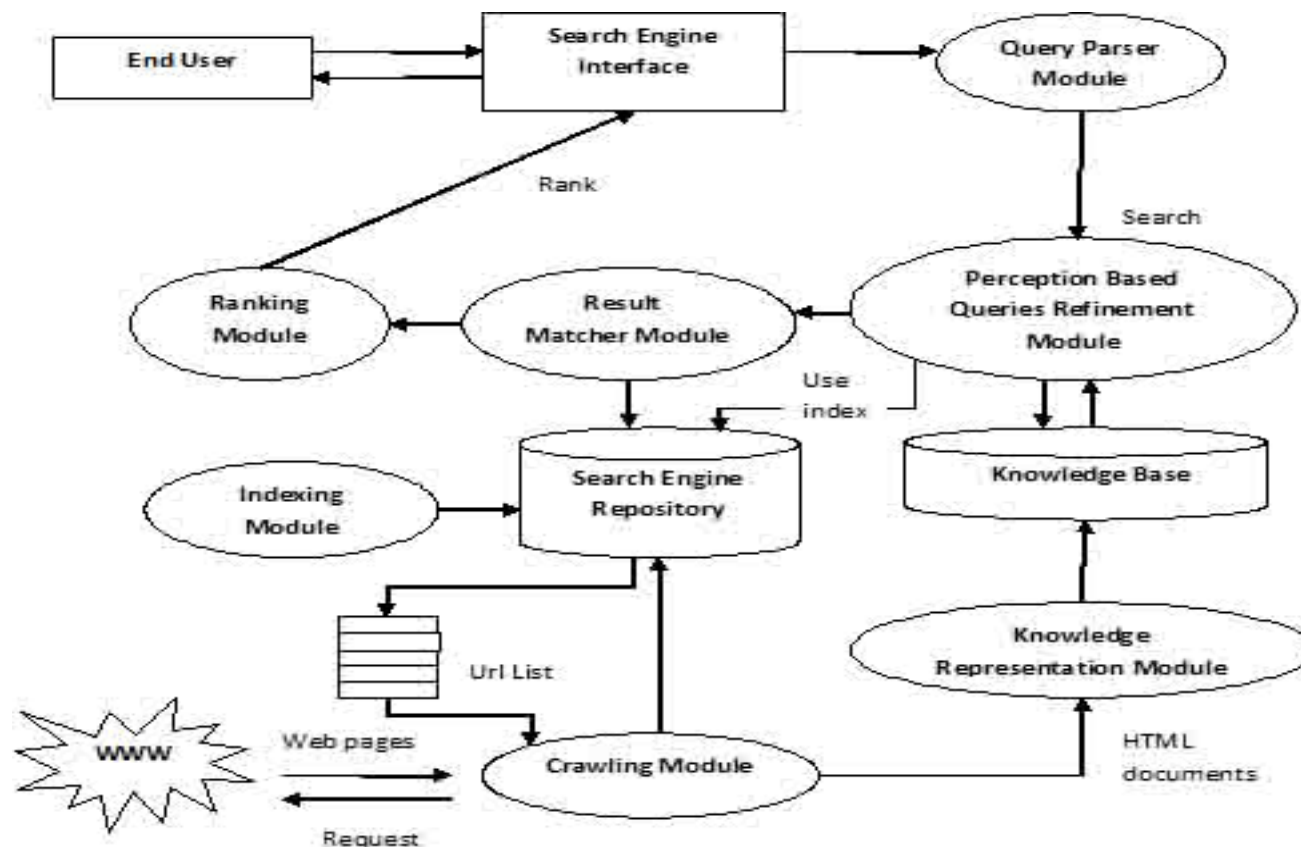 End User
Search Engine
Interface
Query Parser
Module
Rank
Search
Ranking
Module
Result
Matcher Module
Perception Based
Queries Refinement
Module
Use
index
Indexing
Module
Search Engine
Repository
Knowledge Base
Url List
Knowledge
Representation Module
WWW
Web pages
Crawling Module
HTML
documents
Request